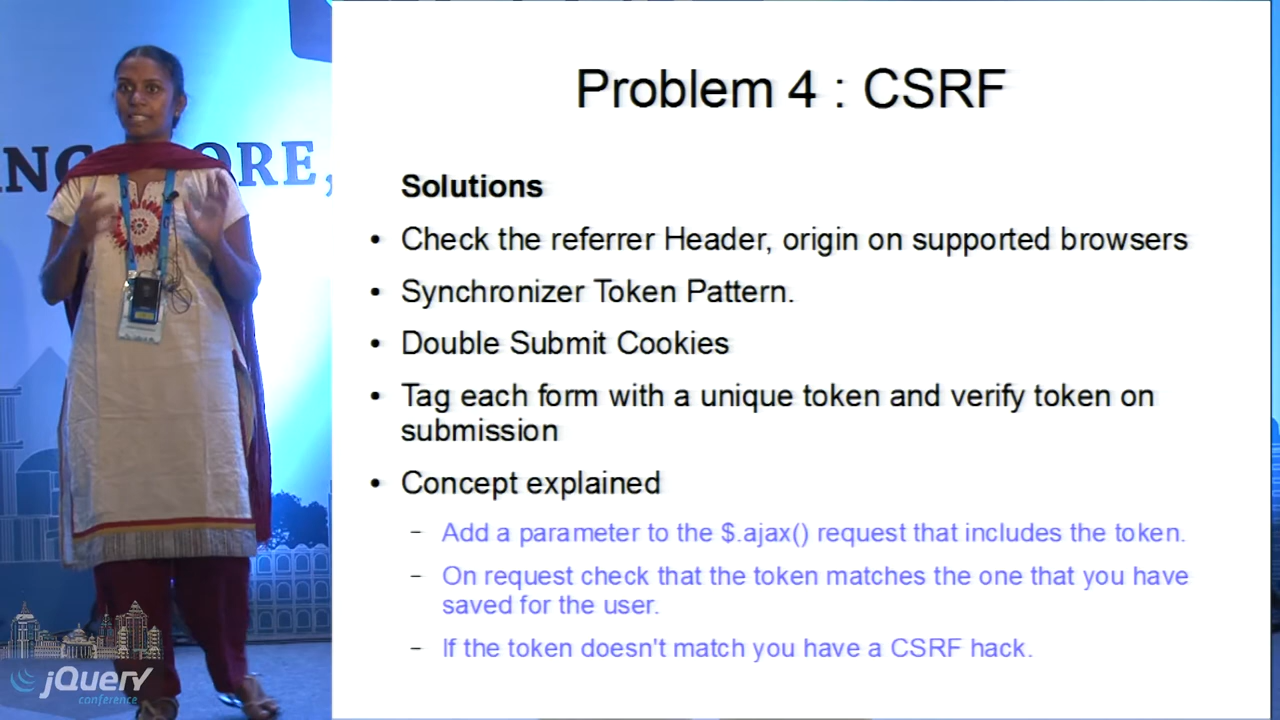 Problem 4 : CSRF
Solutions
• Check the referrer Header, origin on supported browsers
• Synchronizer Token Pattern.
• Double Submit Cookies
• Tag each form with a unique token and verify token on
submission
• Concept explained
– Add a parameter to the $.ajax() request that includes the token.
– On request check that the token matches the one that you have
saved for the user.
– If the token doesn't match you have a CSRF hack.
NG ORE,
jQuery
conference